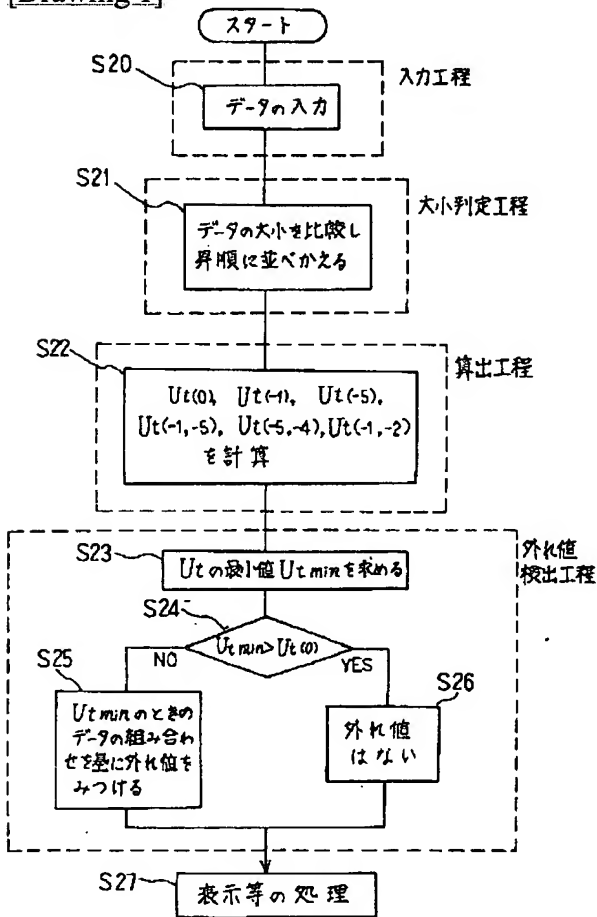 [Drawing 1]
スタート
S20
入力工程
データの入力
S21
大小判定工程
データの大小を比較し
昇順に並べかえる
S22
算出工程
Ut(0), Ut(-1), Ut(-5),
Ut(-1,-5), Ut(-5,-4), Ut(-1,-2)
を計算
S23
外れ値
検出工程
Utの最小値Utminを求める
S24
Utmin>Ut(0)
NO
YES
S25
S26
Utminのときの
データの組み合わ
せを基に外れ値を
みつける
外れ値
はない
S27
表示等の処理